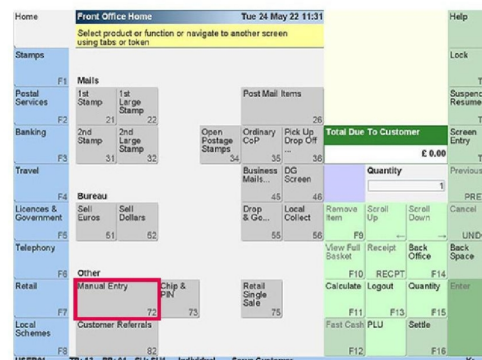 Home
Front Office Home
Tue 24 May 22 11:31
Help
Select product or function or navigate to another screen
using tabs or token
Stamps
F1
Lock
Mails
Postal
Services
F2
1st
Stamp
21
1st
Large
Stamp
22
Post Mail Items
26
Suspend
Resume
Banking
F3
2nd
Stamp
31
2nd
Large
Stamp
32
Open
Postage
Stamps
34
Ordinary
CoP
35
Pick Up
Drop Off
...
36
Total Due To Customer
£ 0.00
Screen
Entry
Travel
F4
Business
Mails...
45
DG
Screen
46
Quantity
1
Previous
PRE
Bureau
Licences &
Government
F5
Sell
Euros
51
Sell
Dollars
52
Drop
& Go...
55
Local
Collect
56
Remove
Item
F9
Scroll
Up
←
Scroll
Down
→
Cancel
UND
Telephony
F6
View Full
Basket
F10
Receipt
RECPT
Back
Office
F14
Back
Space
Other
Retail
F7
Manual Entry
72
Chip &
PIN
73
Retail
Single
Sale
75
Calculate
F11
Logout
F13
Quantity
F15
Enter
Local
Schemes
F8
Customer Referrals
82
Fast Cash
F12
PLU
Settle
F16